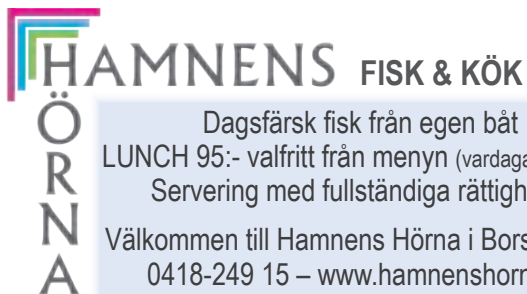 HAMNENS FISK & KÖK
HÖRNA
Dagsfärsk fisk från egen båt
LUNCH 95:- valfritt från menyn
Servering med fullständiga
Välkommen till Hamnens Hörna i
0418-249 15 –